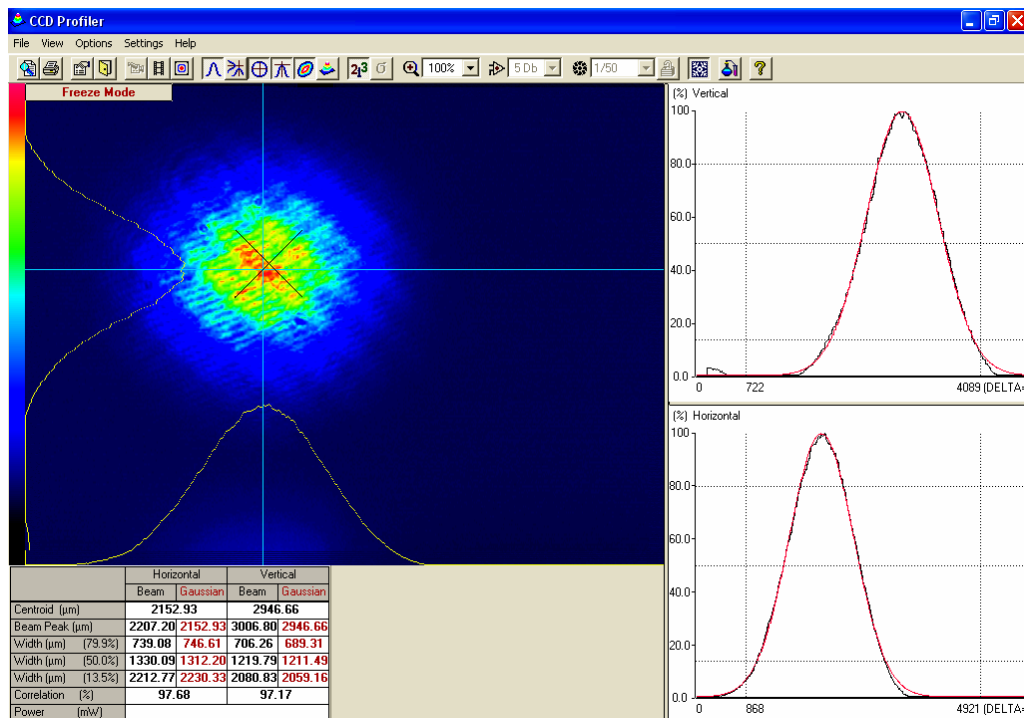 CCD Profiler
File View Options Settings Help
2 1 3 σ 100% 5 Db 1/50 ?
Freeze Mode
(%) Vertical
100
80.0
60.0
40.0
20.0
0.0
0 722 4089 (DELTA=
(%) Horizontal
100
80.0
60.0
40.0
20.0
0.0
0 868 4921 (DELTA=
Horizontal Vertical
Beam Gaussian Beam Gaussian
Centroid (µm) 2152.93 2946.66
Beam Peak (µm) 2207.20 2152.93 3006.80 2946.66
Width (µm) (79.9%) 739.08 746.61 706.26 689.31
Width (µm) (50.0%) 1330.09 1312.20 1219.79 1211.49
Width (µm) (13.5%) 2212.77 2230.33 2080.83 2059.16
Correlation (%) 97.68 97.17
Power (mW)